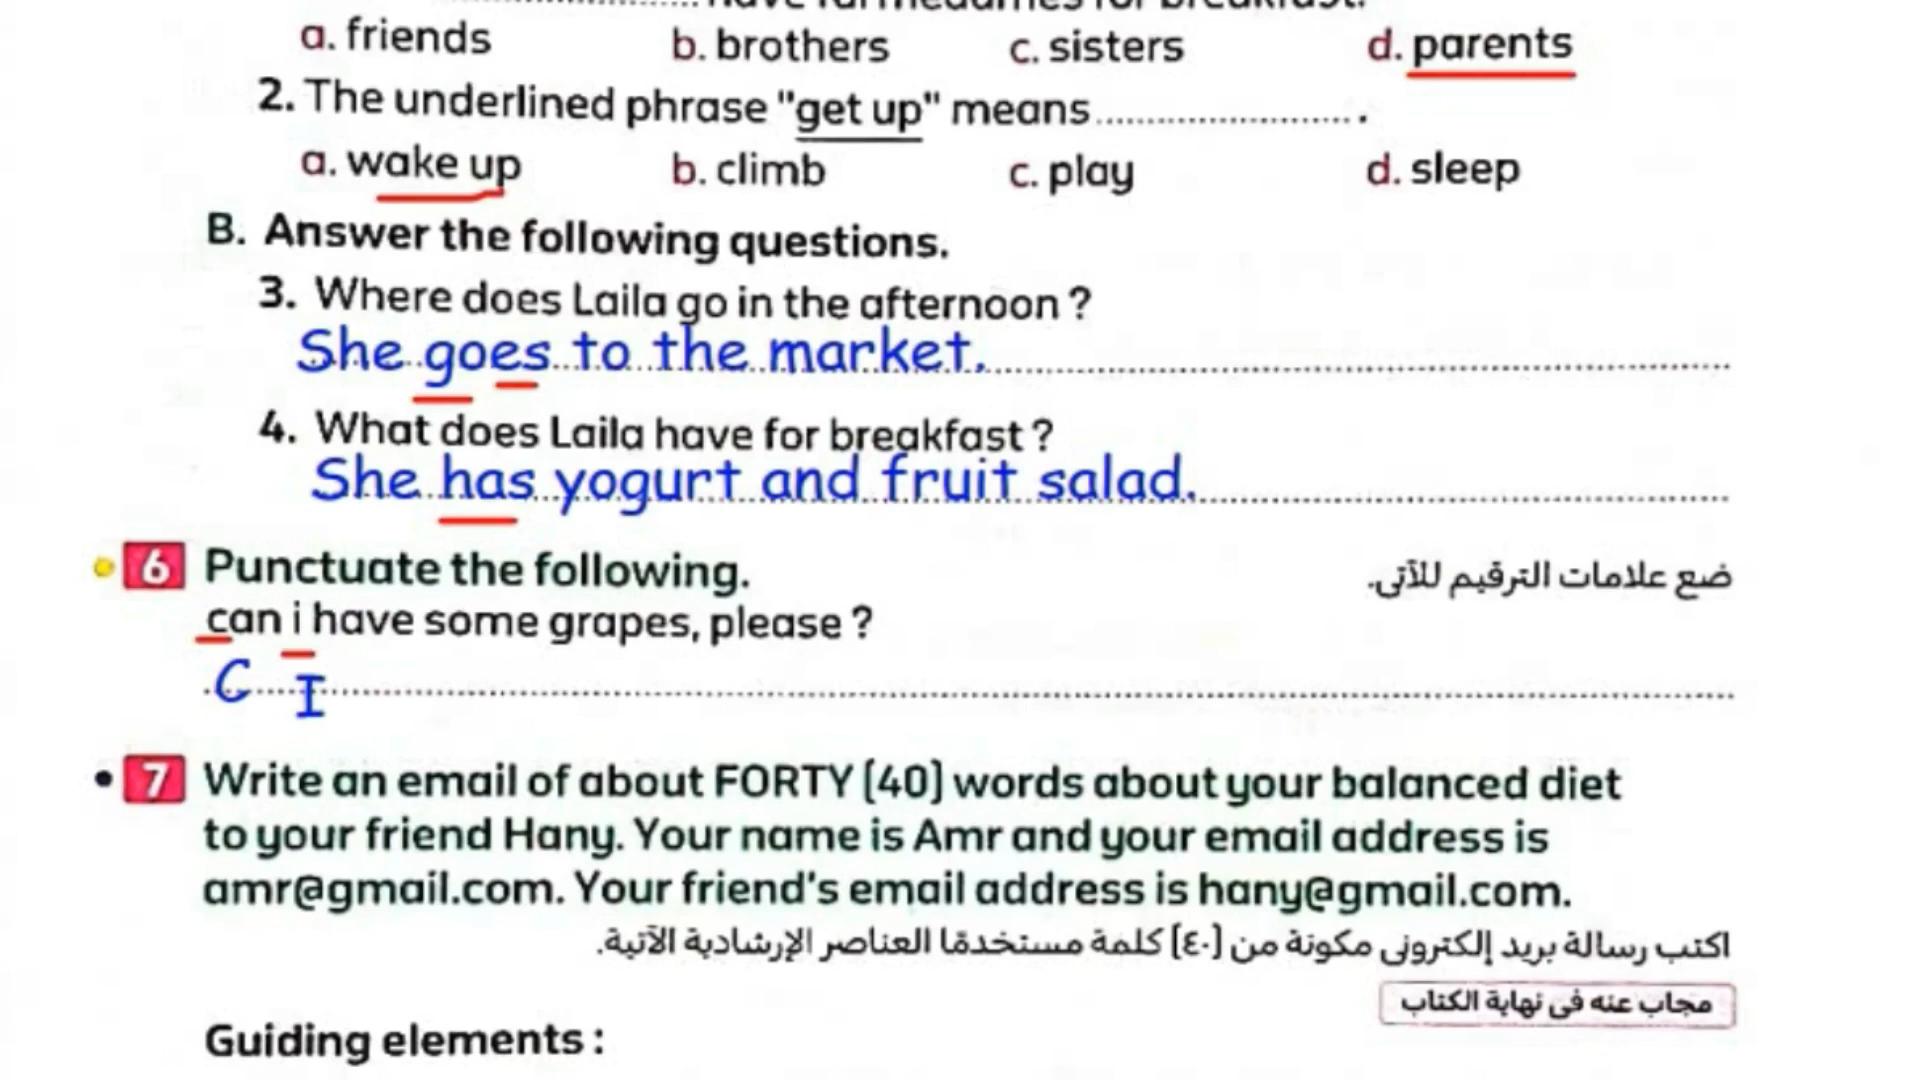 have ful medames for breakfast.
a. friends b. brothers c. sisters d. parents
2. The underlined phrase "get up" means ........................ .
a. wake up b. climb c. play d. sleep
B. Answer the following questions.
3. Where does Laila go in the afternoon ?
She goes to the market.
4. What does Laila have for breakfast ?
She has yogurt and fruit salad.
6 Punctuate the following. ضع علامات الترقيم للآتى.
can i have some grapes, please ?
C I
7 Write an email of about FORTY (40) words about your balanced diet
to your friend Hany. Your name is Amr and your email address is
amr@gmail.com. Your friend's email address is hany@gmail.com.
اكتب رسالة بريد إلكترونى مكونة من (٤٠) كلمة مستخدمًا العناصر الإرشادية الآتية.
مجاب عنه فى نهاية الكتاب
Guiding elements :